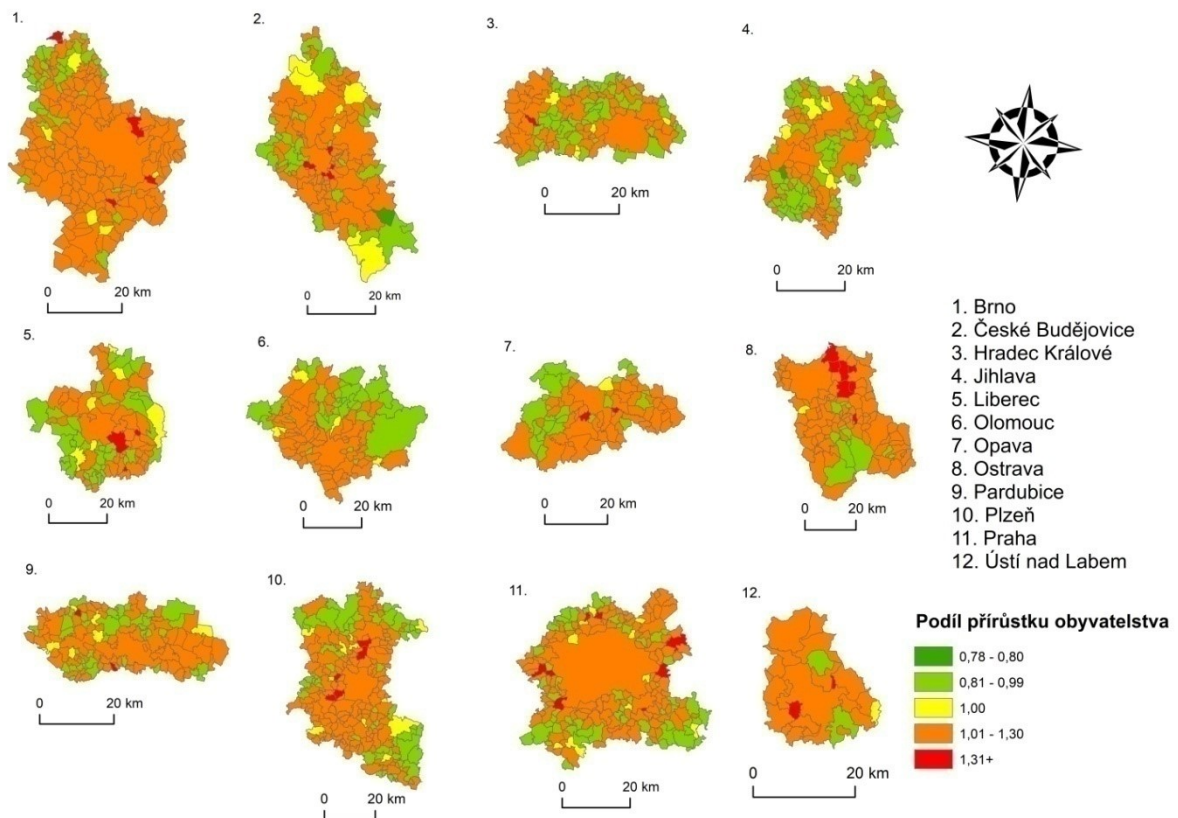 1.
2.
3.
4.
0 20 km
0 20 km
0 20 km
0 20 km
5.
6.
7.
8.
0 20 km
0 20 km
0 20 km
0 20 km
9.
10.
11.
12.
0 20 km
0 20 km
0 20 km
0 20 km
1. Brno
2. České Budějovice
3. Hradec Králové
4. Jihlava
5. Liberec
6. Olomouc
7. Opava
8. Ostrava
9. Pardubice
10. Plzeň
11. Praha
12. Ústí nad Labem
Podíl přírůstku obyvatelstva
0,78 - 0,80
0,81 - 0,99
1,00
1,01 - 1,30
1,31+